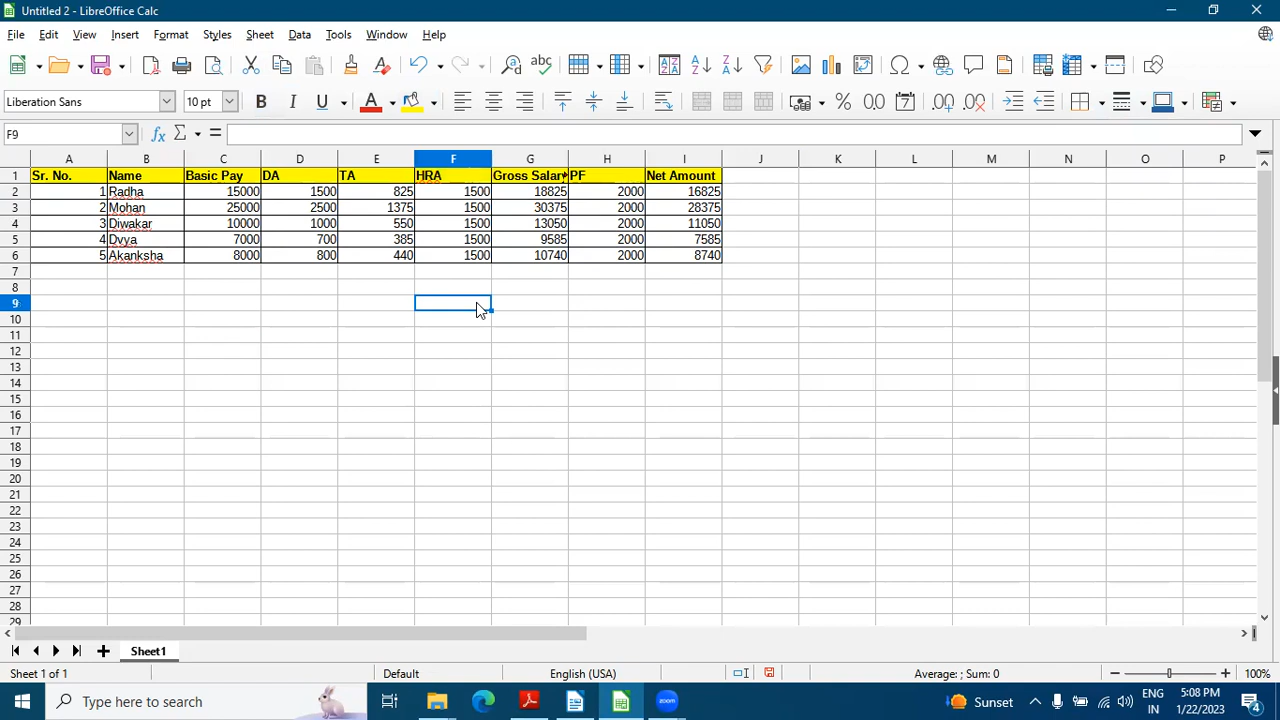 Untitled 2 - LibreOffice Calc
File Edit View Insert Format Styles Sheet Data Tools Window Help
Liberation Sans 10 pt
F9
A B C D E F G H I J K L M N O P
1 Sr. No. Name Basic Pay DA TA HRA Gross Salar PF Net Amount
2 1 Radha 15000 1500 825 1500 18825 2000 16825
3 2 Mohan 25000 2500 1375 1500 30375 2000 28375
4 3 Diwakar 10000 1000 550 1500 13050 2000 11050
5 4 Dvya 7000 700 385 1500 9585 2000 7585
6 5 Akanksha 8000 800 440 1500 10740 2000 8740
7
8
9
10
11
12
13
14
15
16
17
18
19
20
21
22
23
24
25
26
27
28
29
Sheet1
Sheet 1 of 1 Default English (USA) Average: ; Sum: 0 100%
Type here to search Sunset ENG IN 5:08 PM 1/22/2023 4